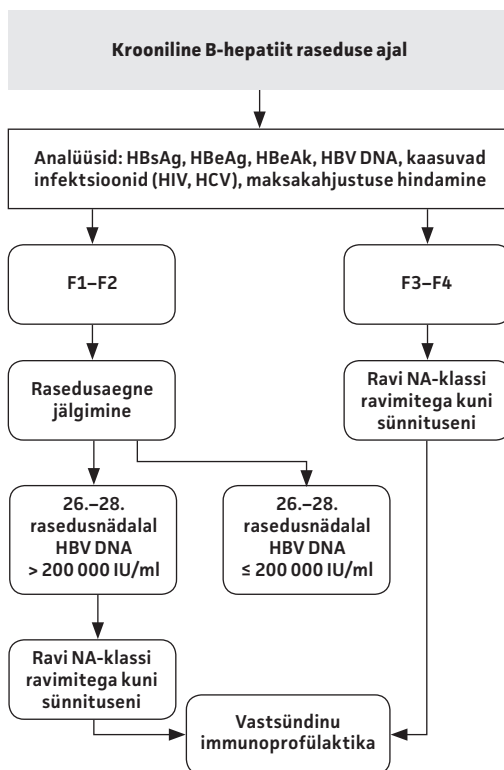 Krooniline B-hepatiit raseduse ajal
Analüüsid: HBsAg, HBeAg, HBeAk, HBV DNA, kaasuvad
infektsioonid (HIV, HCV), maksakahjustuse hindamine
F1–F2
F3–F4
Rasedusaegne
jälgimine
Ravi NA-klassi
ravimitega kuni
sünnituseni
26.–28.
rasedusnädalal
HBV DNA
> 200 000 IU/ml
26.–28.
rasedusnädalal
HBV DNA
≤ 200 000 IU/ml
Ravi NA-klassi
ravimitega kuni
sünnituseni
Vastsündinu
immunoprofülaktika